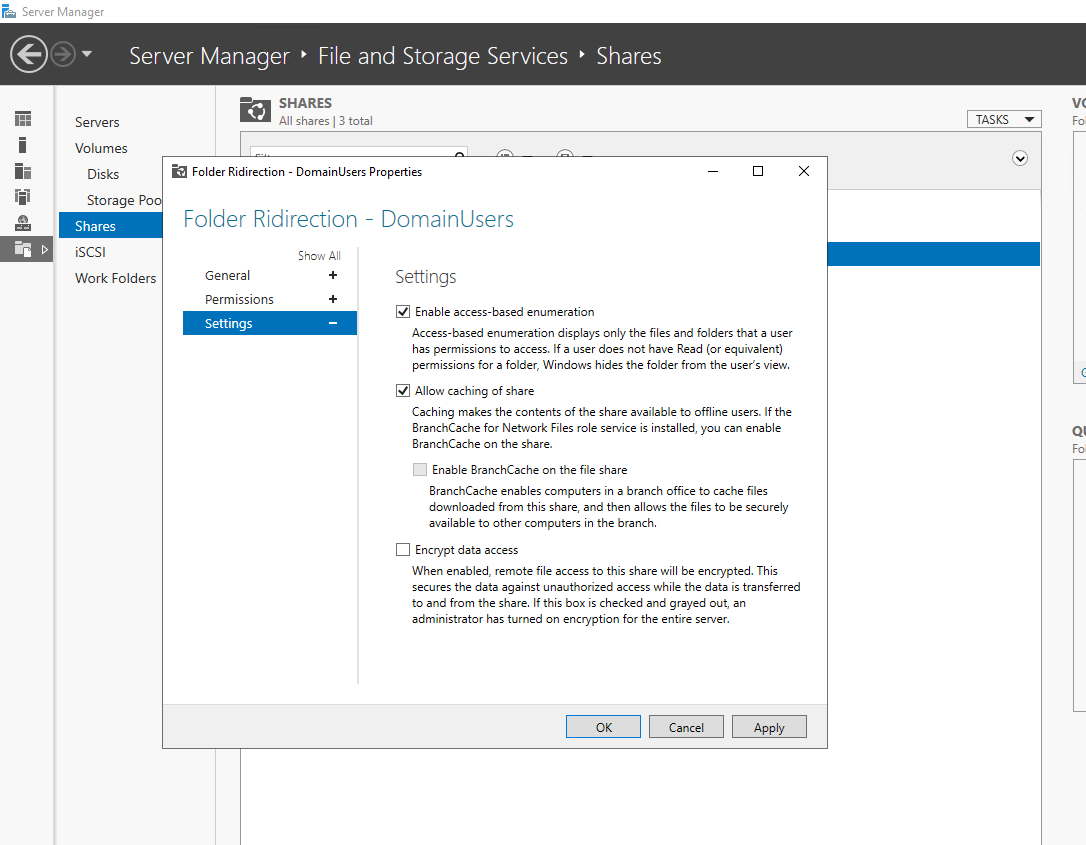 Server Manager
Server Manager ‣ File and Storage Services ‣ Shares
Servers
Volumes
Disks
Storage Poo
Shares
iSCSI
Work Folders
SHARES
All shares | 3 total
TASKS
VO
Fo
QU
Fo
Folder Ridirection - DomainUsers Properties
Folder Ridirection - DomainUsers
Show All
General +
Permissions +
Settings −
Settings
Enable access-based enumeration
Access-based enumeration displays only the files and folders that a user
has permissions to access. If a user does not have Read (or equivalent)
permissions for a folder, Windows hides the folder from the user's view.
Allow caching of share
Caching makes the contents of the share available to offline users. If the
BranchCache for Network Files role service is installed, you can enable
BranchCache on the share.
Enable BranchCache on the file share
BranchCache enables computers in a branch office to cache files
downloaded from this share, and then allows the files to be securely
available to other computers in the branch.
Encrypt data access
When enabled, remote file access to this share will be encrypted. This
secures the data against unauthorized access while the data is transferred
to and from the share. If this box is checked and grayed out, an
administrator has turned on encryption for the entire server.
OK
Cancel
Apply